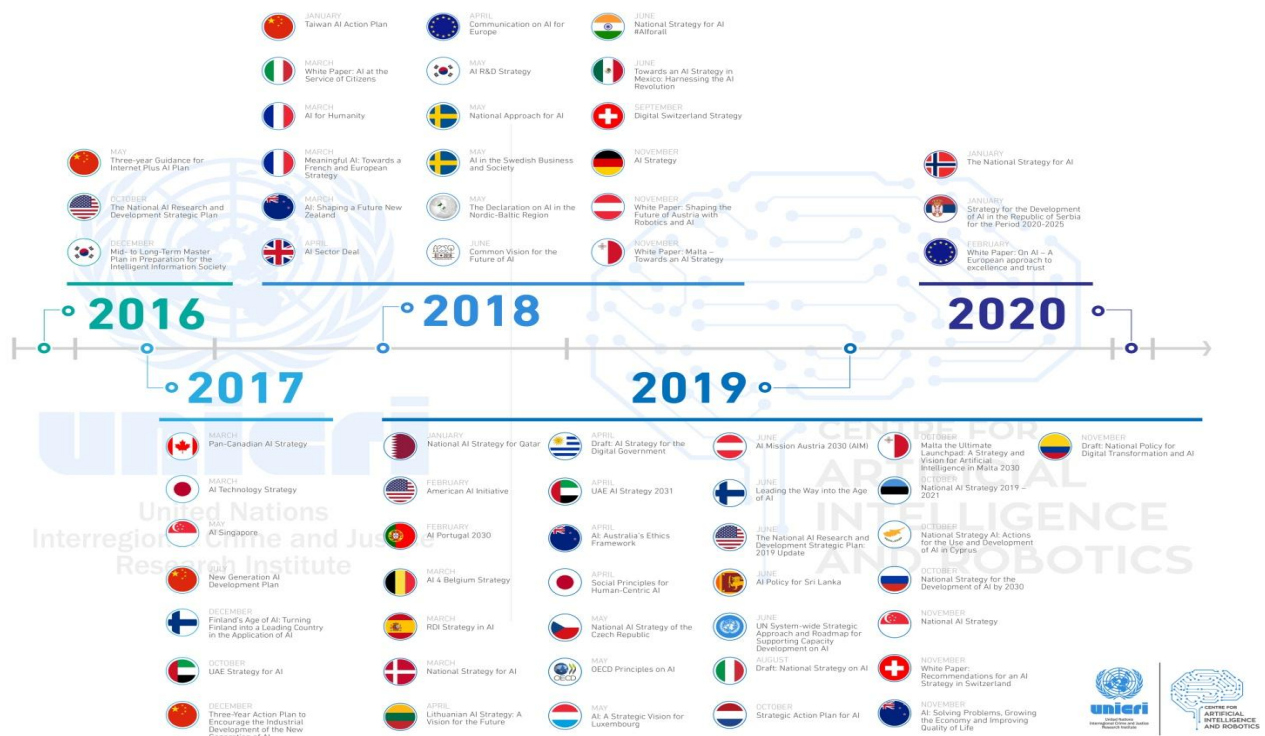 JANUARY
Taiwan AI Action Plan
MARCH
White Paper: AI at the
Service of Citizens
MARCH
AI for Humanity
MARCH
Meaningful AI: Towards a
French and European
Strategy
MARCH
AI: Shaping a Future New
Zealand
APRIL
AI Sector Deal
APRIL
Communication on AI for
Europe
MAY
AI R&D Strategy
MAY
National Approach for AI
MAY
AI in the Swedish Business
and Society
MAY
The Declaration on AI in the
Nordic-Baltic Region
JUNE
Common Vision for the
Future of AI
JUNE
National Strategy for AI
#AIforall
JUNE
Towards an AI Strategy in
Mexico: Harnessing the AI
Revolution
SEPTEMBER
Digital Switzerland Strategy
NOVEMBER
AI Strategy
NOVEMBER
White Paper: Shaping the
Future of Austria with
Robotics and AI
NOVEMBER
White Paper: Malta –
Towards an AI Strategy
MAY
Three-year Guidance for
Internet Plus AI Plan
OCTOBER
The National AI Research and
Development Strategic Plan
DECEMBER
Mid- to Long-Term Master
Plan in Preparation for the
Intelligent Information Society
JANUARY
The National Strategy for AI
JANUARY
Strategy for the Development
of AI in the Republic of Serbia
for the Period 2020-2025
FEBRUARY
White Paper: On AI – A
European approach to
excellence and trust
2016
2018
2020
2017
2019
MARCH
Pan-Canadian AI Strategy
MARCH
AI Technology Strategy
MAY
AI Singapore
JULY
New Generation AI
Development Plan
DECEMBER
Finland's Age of AI: Turning
Finland into a Leading Country
in the Application of AI
OCTOBER
UAE Strategy for AI
DECEMBER
Three-Year Action Plan to
Encourage the Industrial
Development of the New
JANUARY
National AI Strategy for Qatar
FEBRUARY
American AI Initiative
FEBRUARY
AI Portugal 2030
MARCH
AI 4 Belgium Strategy
MARCH
RDI Strategy in AI
MARCH
National Strategy for AI
APRIL
Lithuanian AI Strategy: A
Vision for the Future
APRIL
Draft: AI Strategy for the
Digital Government
APRIL
UAE AI Strategy 2031
APRIL
AI: Australia's Ethics
Framework
APRIL
Social Principles for
Human-Centric AI
MAY
National AI Strategy of the
Czech Republic
MAY
OECD Principles on AI
OECD
MAY
AI: A Strategic Vision for
Luxembourg
JUNE
AI Mission Austria 2030 (AIM)
JUNE
Leading the Way into the Age
of AI
JUNE
The National AI Research and
Development Strategic Plan:
2019 Update
JUNE
AI Policy for Sri Lanka
JUNE
UN System-wide Strategic
Approach and Roadmap for
Supporting Capacity
Development on AI
AUGUST
Draft: National Strategy on AI
OCTOBER
Strategic Action Plan for AI
OCTOBER
Malta the Ultimate
Launchpad: A Strategy and
Vision for Artificial
Intelligence in Malta 2030
OCTOBER
National AI Strategy 2019 –
2021
OCTOBER
National Strategy AI: Actions
for the Use and Development
of AI in Cyprus
OCTOBER
National Strategy for the
Development of AI by 2030
NOVEMBER
National AI Strategy
NOVEMBER
White Paper:
Recommendations for an AI
Strategy in Switzerland
NOVEMBER
AI: Solving Problems, Growing
the Economy and Improving
Quality of Life
NOVEMBER
Draft: National Policy for
Digital Transformation and AI
unicri
United Nations
Interregional Crime and Justice
Research Institute
CENTRE FOR
ARTIFICIAL
INTELLIGENCE
AND ROBOTICS
unicri
United Nations
Interregional Crime and Justice
Research Institute
CENTRE FOR
ARTIFICIAL
INTELLIGENCE
AND ROBOTICS